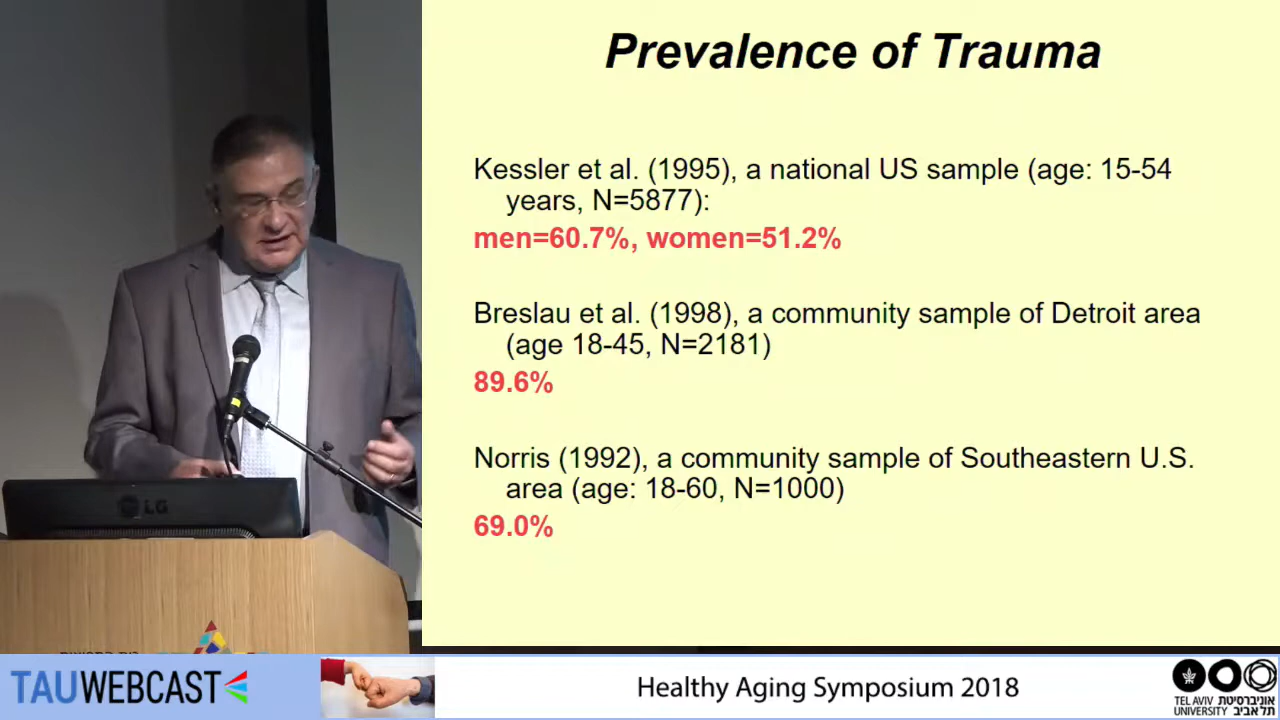 Prevalence of Trauma
Kessler et al. (1995), a national US sample (age: 15-54
years, N=5877):
men=60.7%, women=51.2%
Breslau et al. (1998), a community sample of Detroit area
(age 18-45, N=2181)
89.6%
Norris (1992), a community sample of Southeastern U.S.
area (age: 18-60, N=1000)
69.0%
LG
TAUWEBCAST
Healthy Aging Symposium 2018
TEL AVIV אוניברסיטת
UNIVERSITY תל אביב